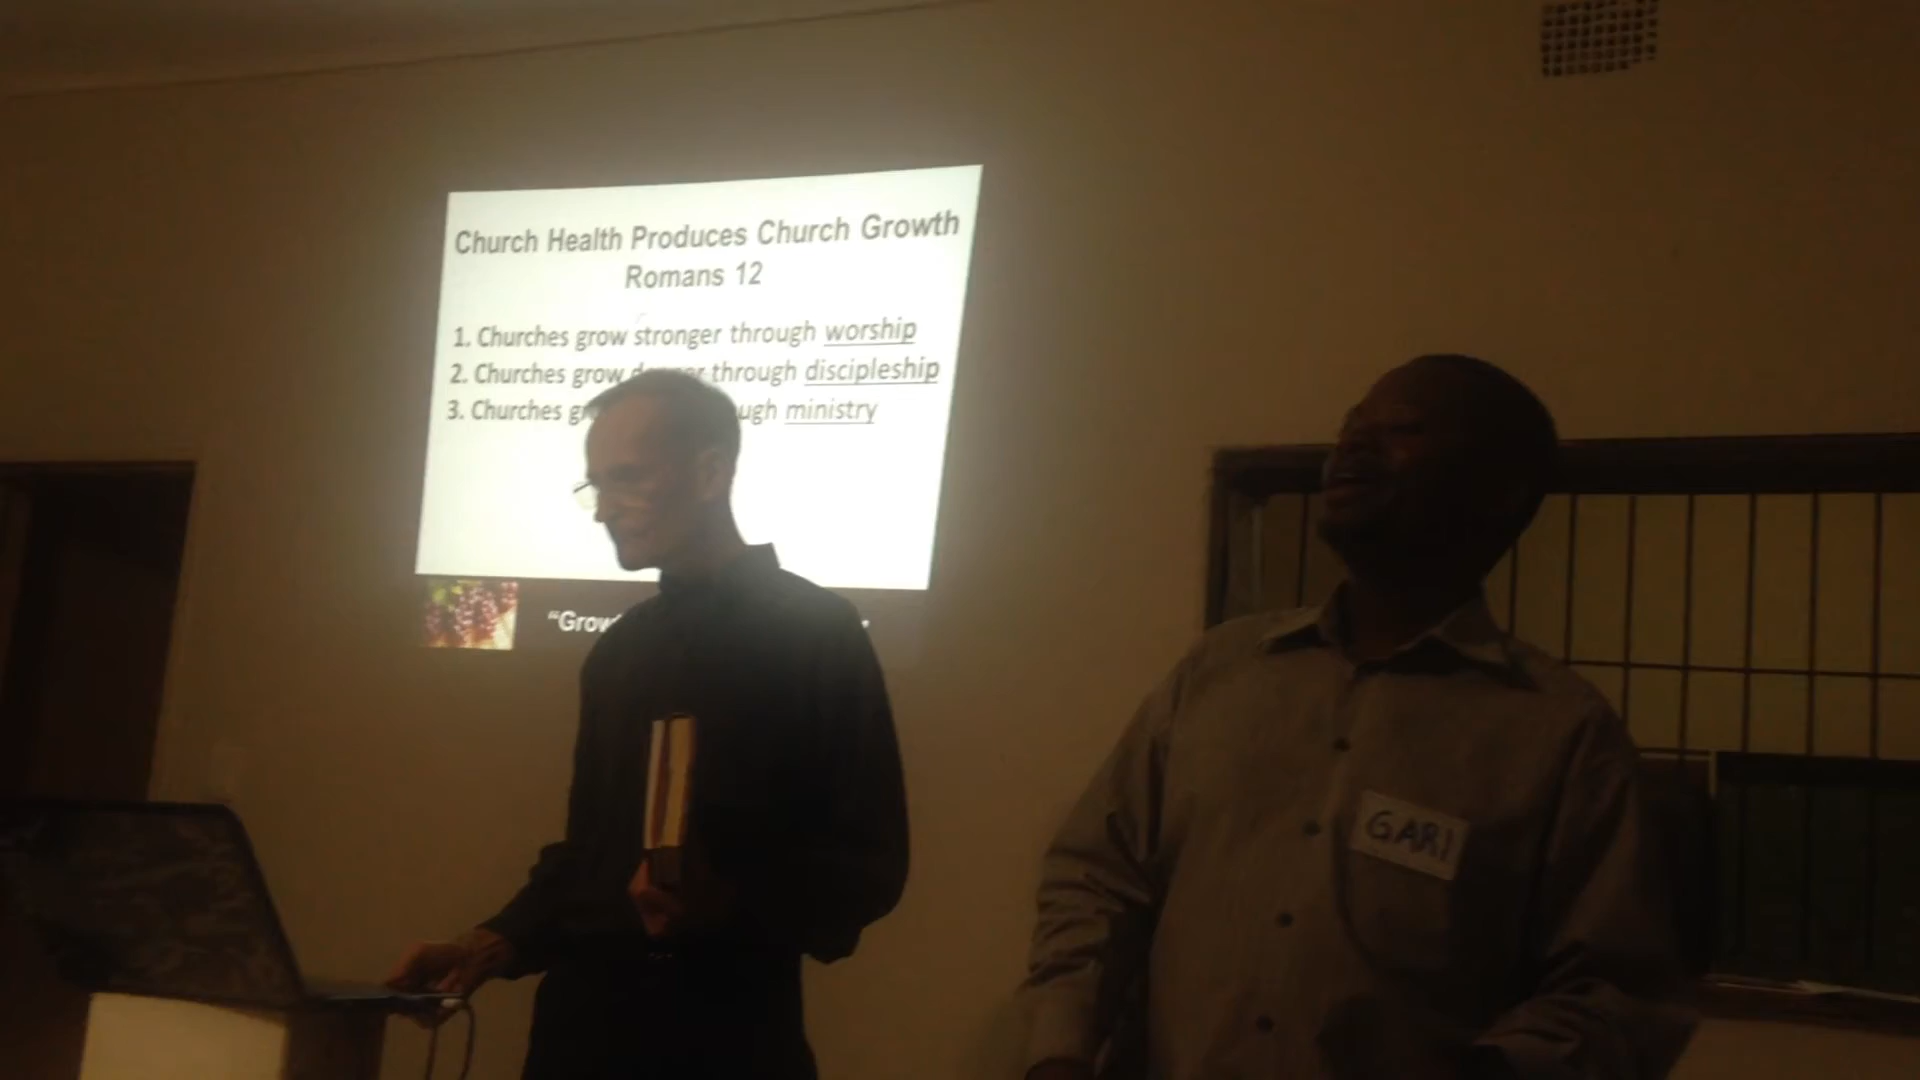 Church Health Produces Church Growth
Romans 12
1. Churches grow stronger through worship
2. Churches grow through discipleship
3. Churches ministry
GARI